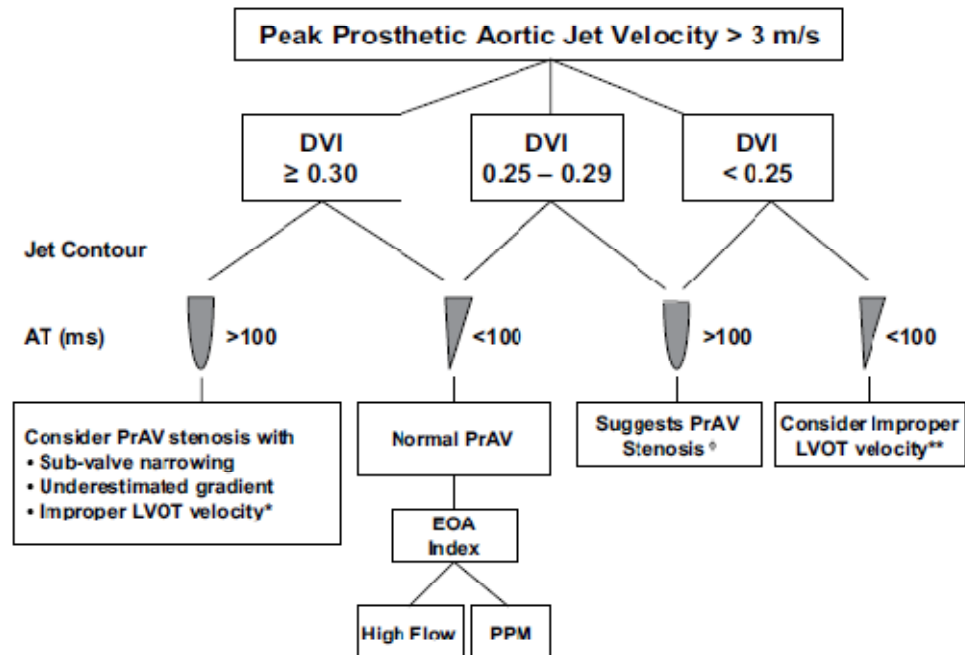 Peak Prosthetic Aortic Jet Velocity > 3 m/s
DVI
≥ 0.30
DVI
0.25 – 0.29
DVI
< 0.25
Jet Contour
AT (ms)
>100
<100
>100
<100
Consider PrAV stenosis with
• Sub-valve narrowing
• Underestimated gradient
• Improper LVOT velocity*
Normal PrAV
Suggests PrAV
Stenosis ᶲ
Consider Improper
LVOT velocity**
EOA
Index
High Flow
PPM